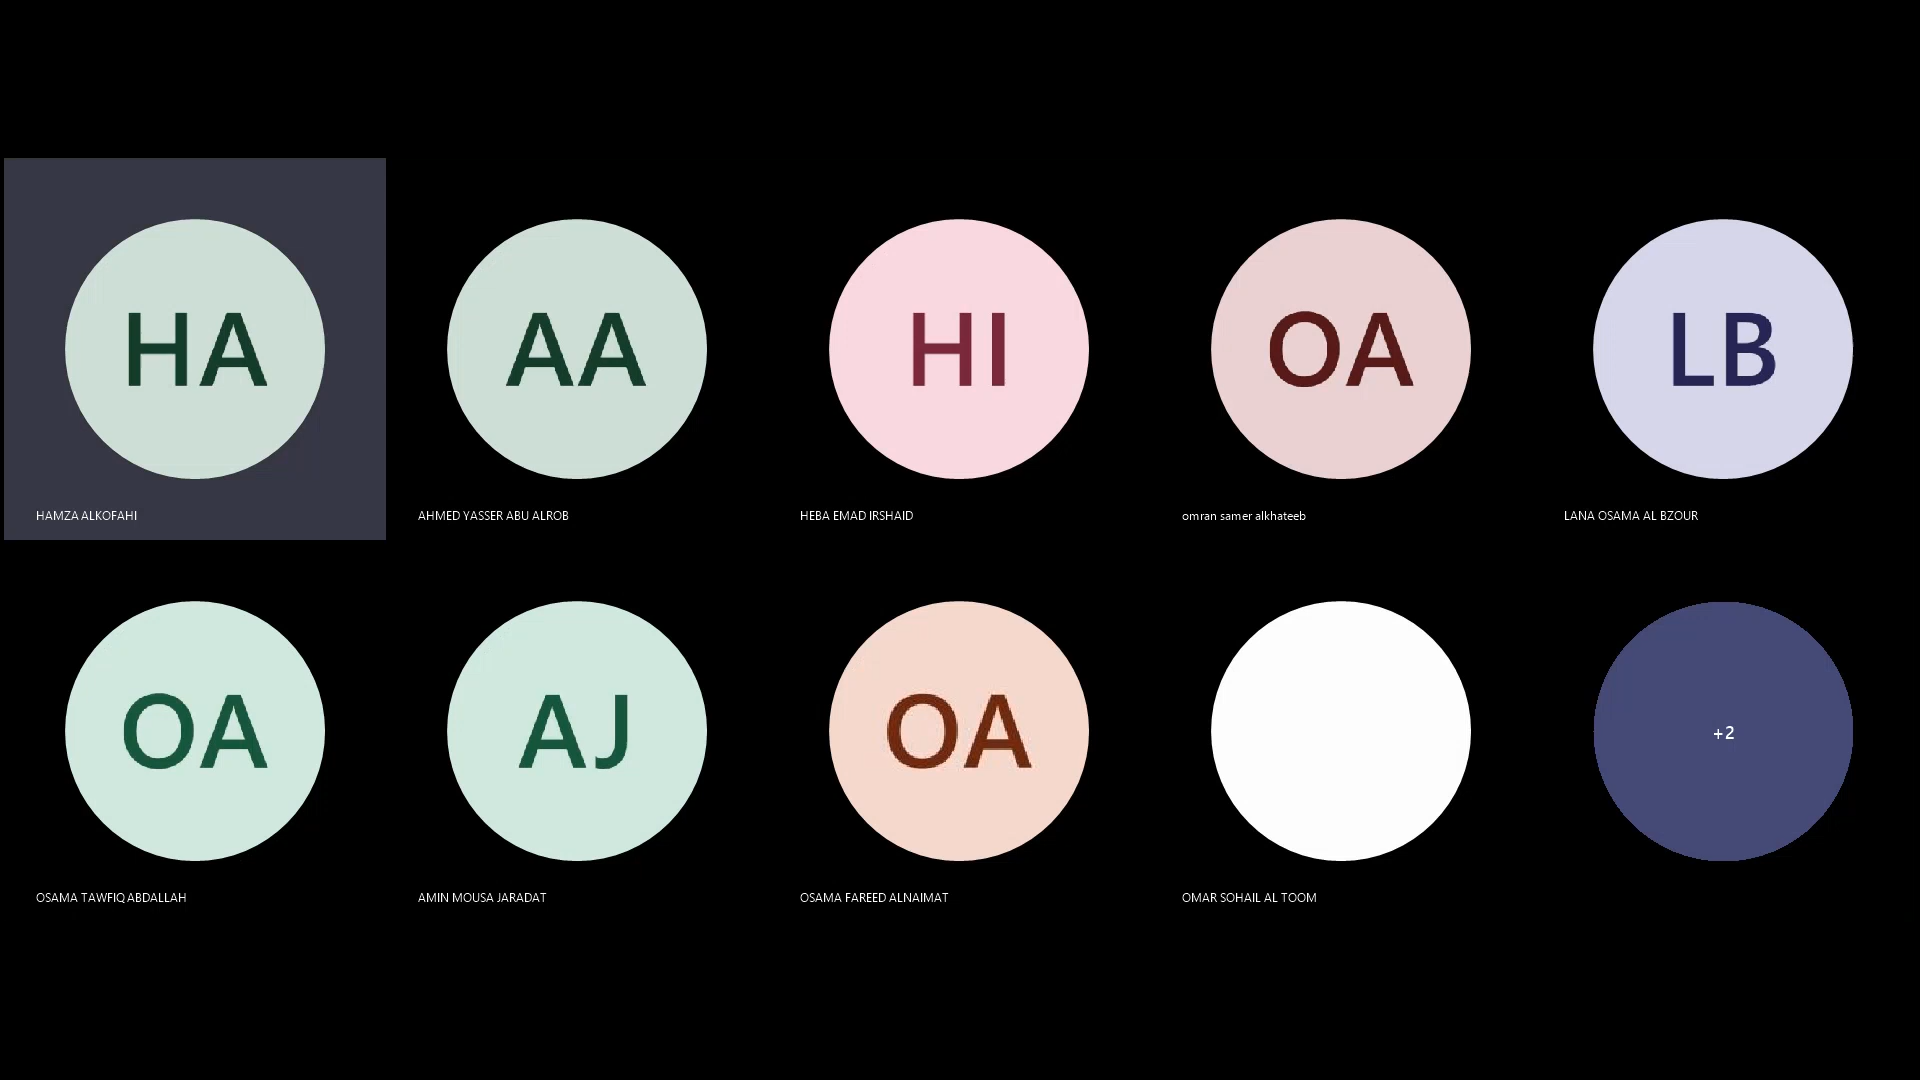 HA
AA
HI
OA
LB
HAMZA ALKOFAHI
AHMED YASSER ABU ALROB
HEBA EMAD IRSHAID
omran samer alkhateeb
LANA OSAMA AL BZOUR
OA
AJ
OA
+2
OSAMA TAWFIQ ABDALLAH
AMIN MOUSA JARADAT
OSAMA FAREED ALNAIMAT
OMAR SOHAIL AL TOOM